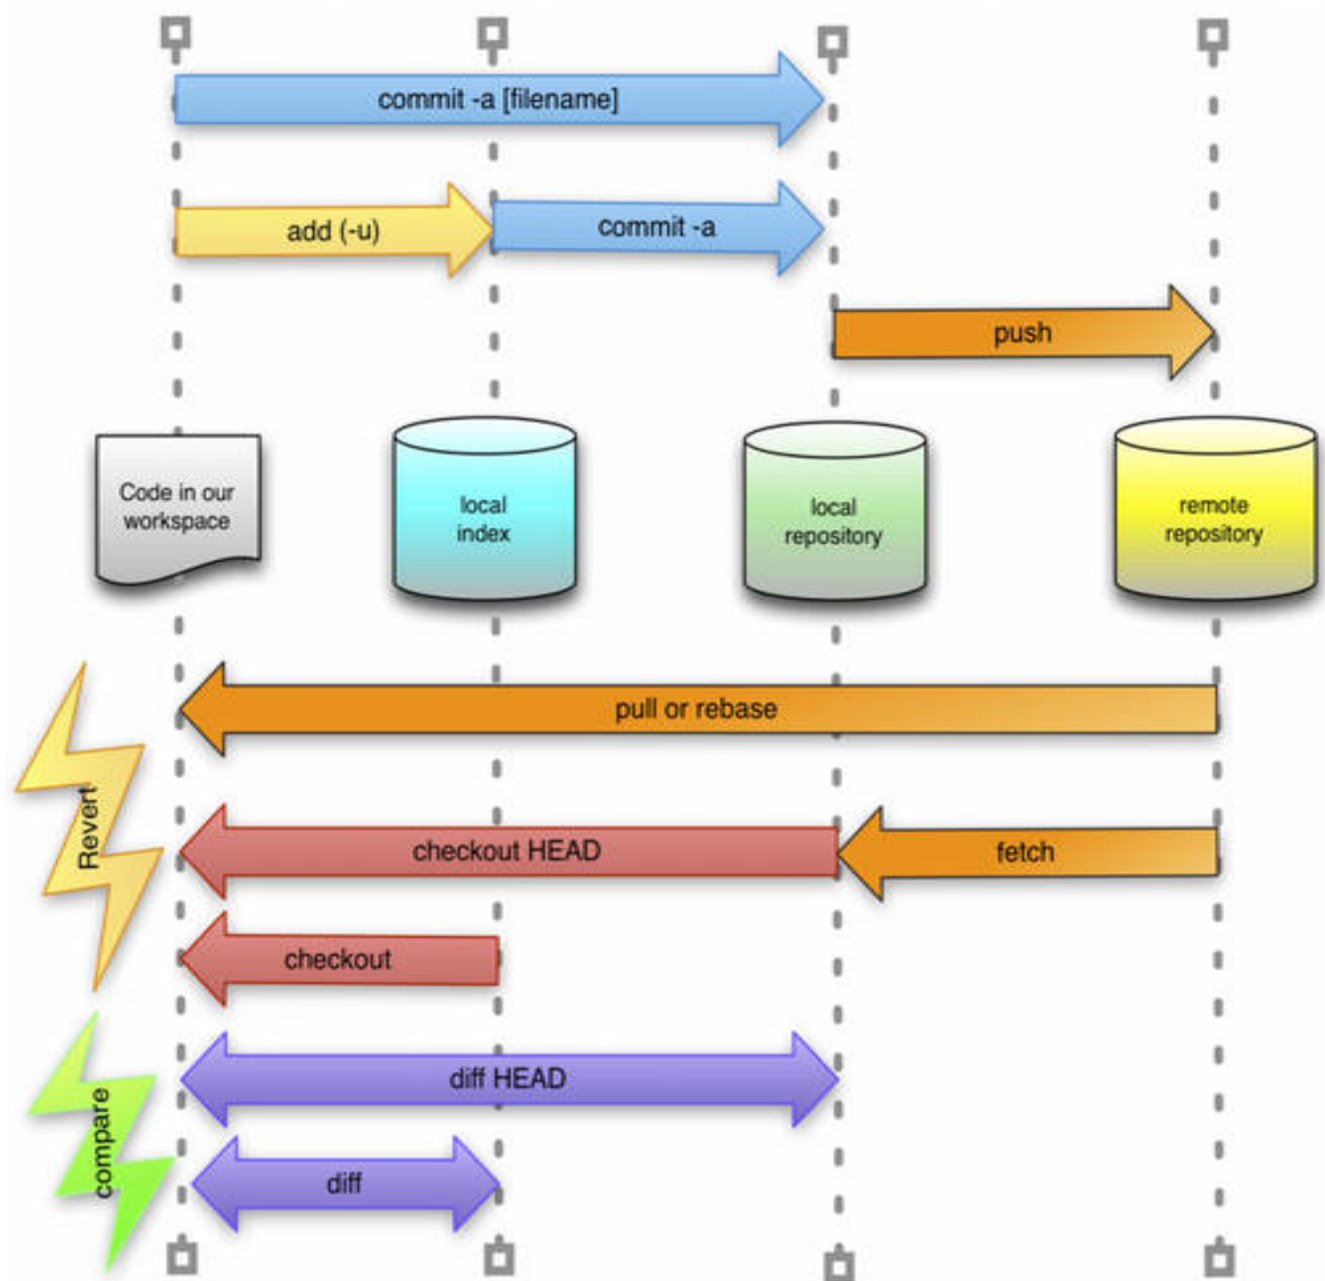 commit -a [filename]
add (-u)
commit -a
push
Code in our
workspace
local
index
local
repository
remote
repository
pull or rebase
Revert
checkout HEAD
fetch
checkout
diff HEAD
compare
diff